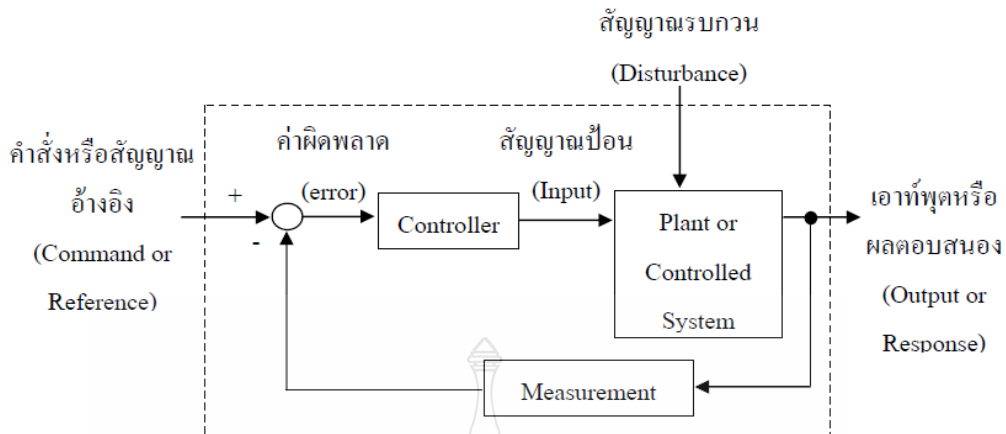 สัญญาณรบกวน
(Disturbance)
คำสั่งหรือสัญญาณ
อ้างอิง
(Command or
Reference)
+
-
ค่าผิดพลาด
(error)
Controller
สัญญาณป้อน
(Input)
Plant or
Controlled
System
เอาท์พุตหรือ
ผลตอบสนอง
(Output or
Response)
Measurement